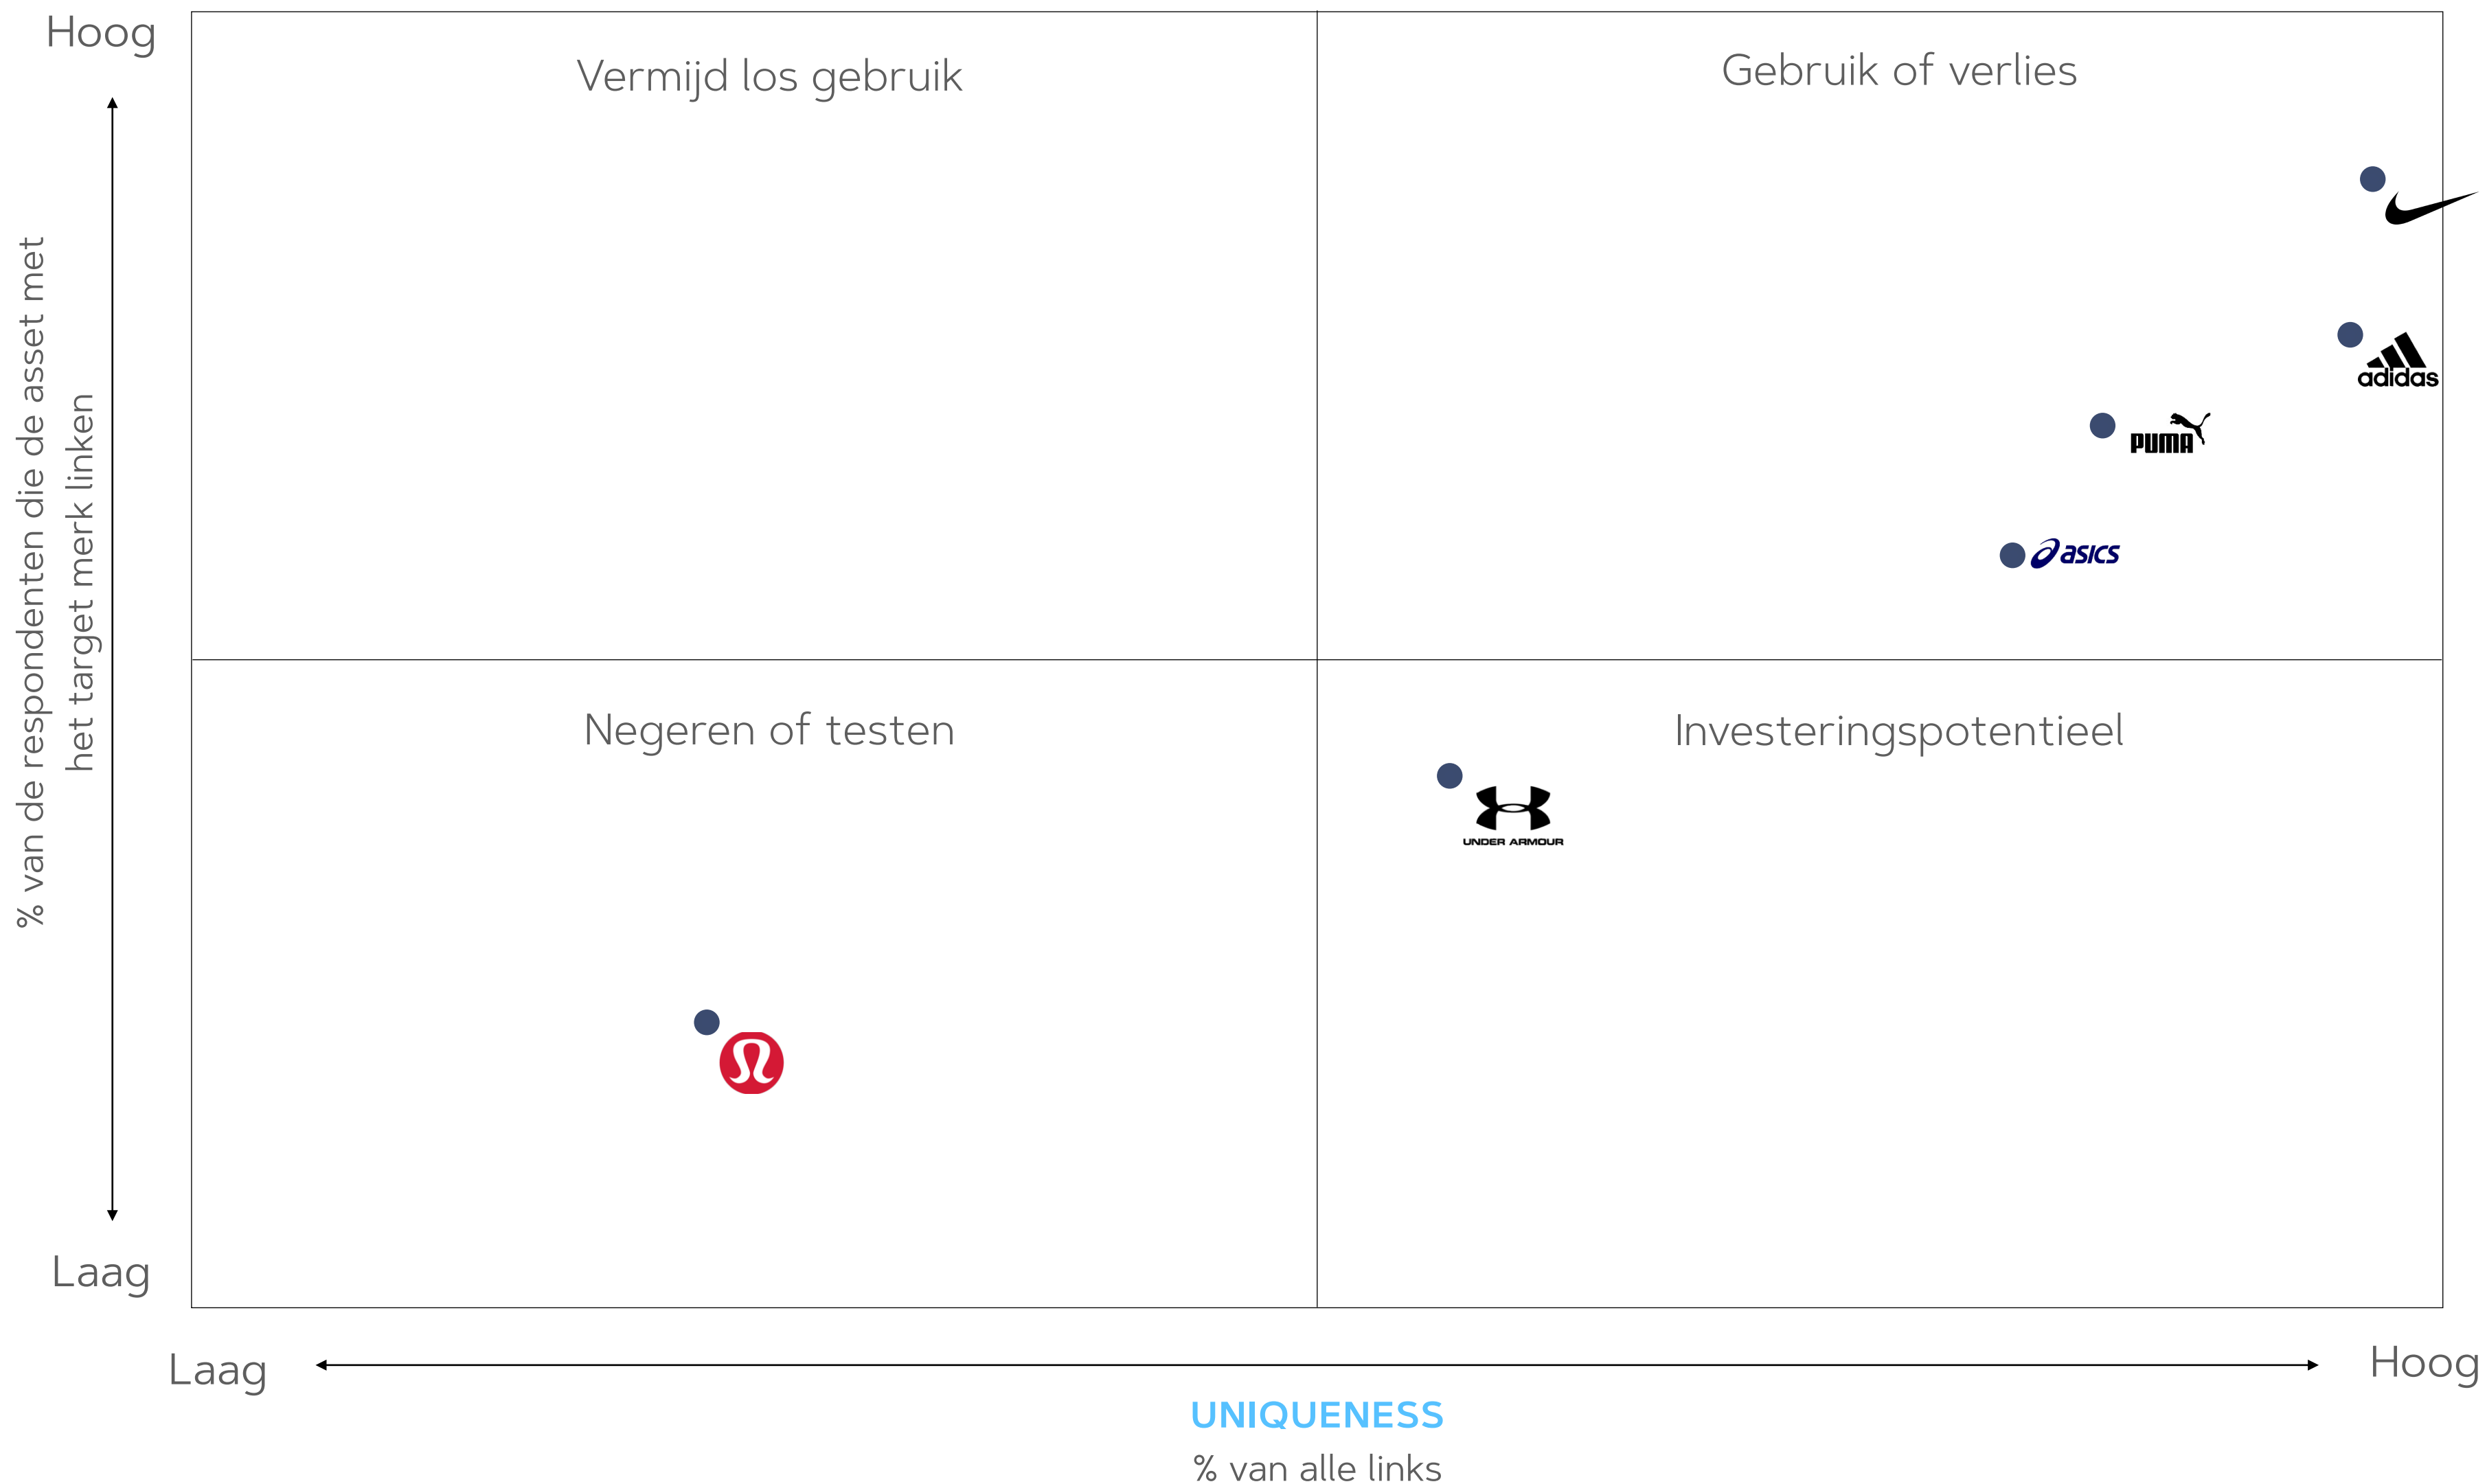 Hoog
Vermijd los gebruik
Gebruik of verlies
% van de respondenten die de asset met
het target merk linken
adidas
PUMA
asics
Negeren of testen
Investeringspotentieel
UNDER ARMOUR
Laag
Laag
Hoog
UNIQUENESS
% van alle links